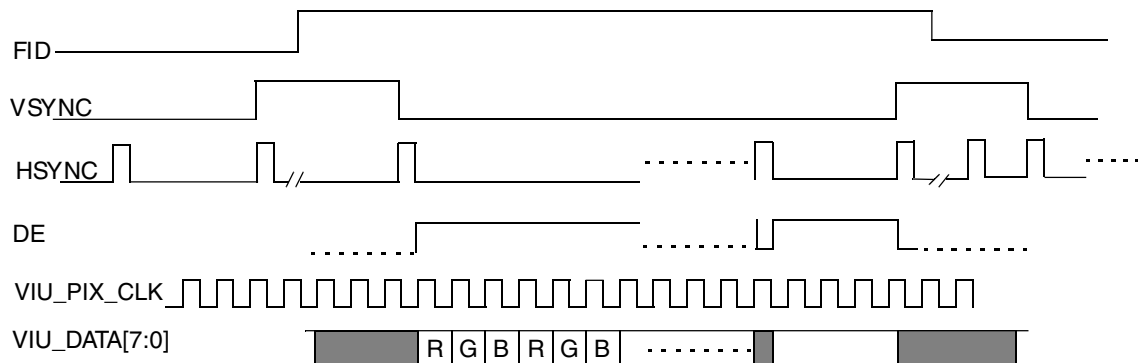 FID
VSYNC
HSYNC
DE
VIU_PIX_CLK
VIU_DATA[7:0]
R G B R G B